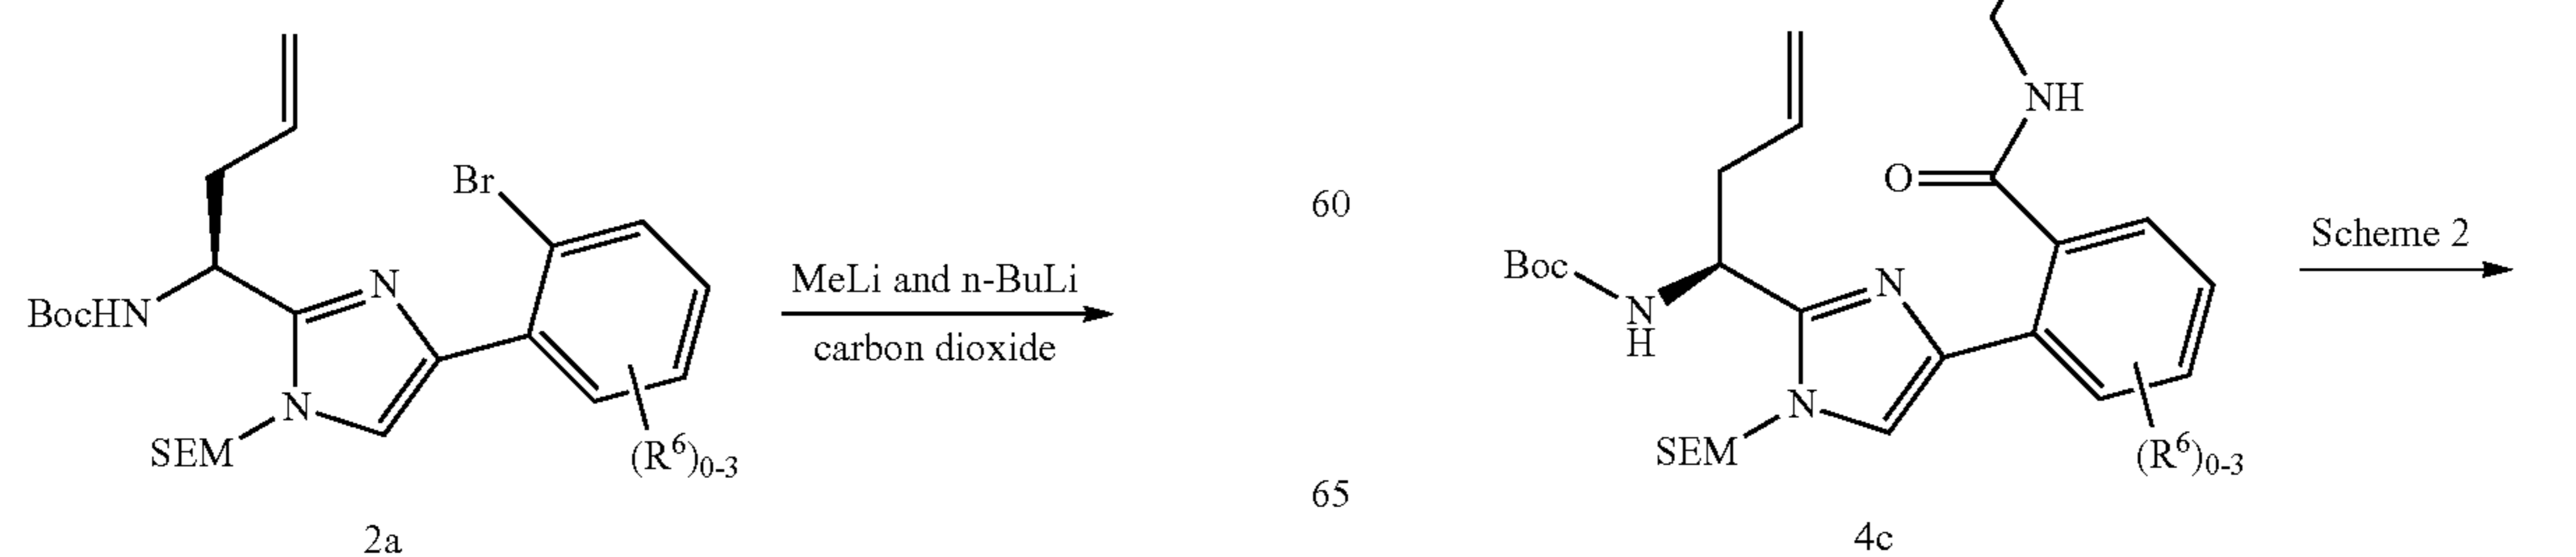 Br
N
BocHN
N
SEM
(R⁶)₀₋₃
2a
MeLi and n-BuLi
carbon dioxide
60
65
NH
O
Boc
N
H
N
N
SEM
(R⁶)₀₋₃
4c
Scheme 2